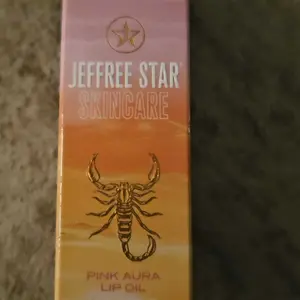 JEFFREE STAR
SKINCARE
PINK AURA
LIP OIL